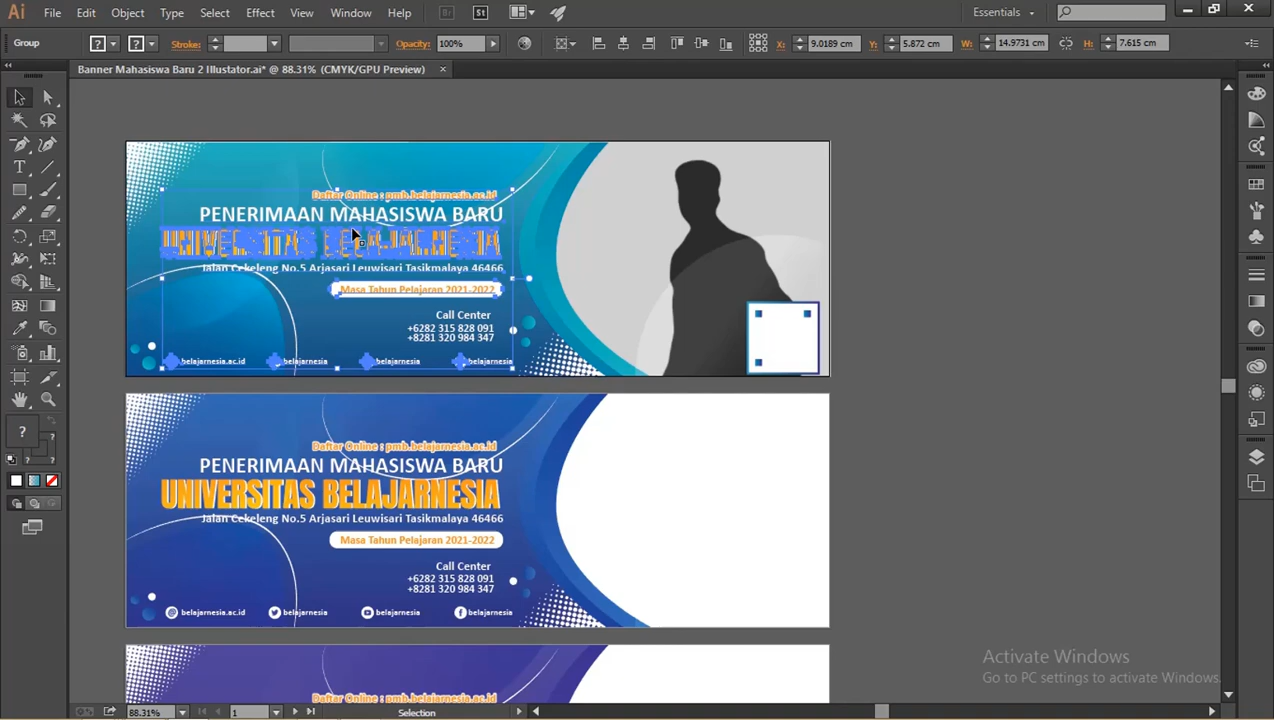 Ai File Edit Object Type Select Effect View Window Help Br St Essentials
Group ? ? Stroke: Opacity: 100% X: 9.0189 cm Y: 5.872 cm W: 14.9731 cm H: 7.615 cm
Banner Mahasiswa Baru 2 Illustator.ai* @ 88.31% (CMYK/GPU Preview) ×
Daftar Online : pmb.belajarnesia.ac.id
PENERIMAAN MAHASISWA BARU
UNIVERSITAS BELAJARNESIA
Jalan Cekeleng No.5 Arjasari Leuwisari Tasikmalaya 46466
Masa Tahun Pelajaran 2021-2022
Call Center
+6282 315 828 091
+8281 320 984 347
belajarnesia.ac.id belajarnesia belajarnesia belajarnesia
Daftar Online : pmb.belajarnesia.ac.id
PENERIMAAN MAHASISWA BARU
UNIVERSITAS BELAJARNESIA
Jalan Cekeleng No.5 Arjasari Leuwisari Tasikmalaya 46466
Masa Tahun Pelajaran 2021-2022
Call Center
+6282 315 828 091
+8281 320 984 347
belajarnesia.ac.id belajarnesia belajarnesia belajarnesia
Daftar Online : pmb.belajarnesia.ac.id
?
Activate Windows
Go to PC settings to activate Windows.
88.31% 1 Selection